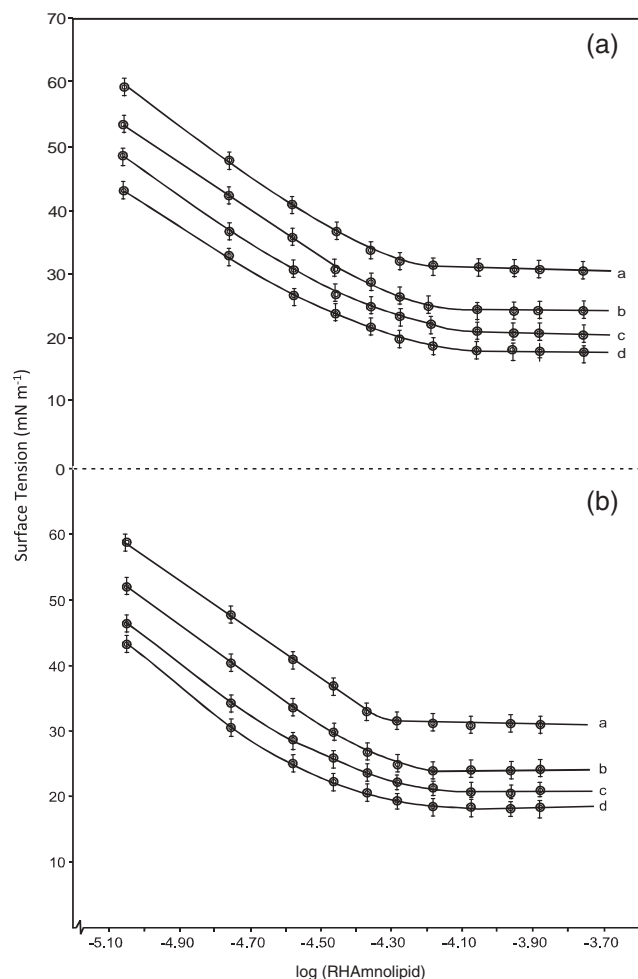 70
(a)
60
50
40
30
20
10
0
a
b
c
d
Surface Tension (mN m-1)
(b)
60
50
40
30
20
10
a
b
c
d
-5.10 -4.90 -4.70 -4.50 -4.30 -4.10 -3.90 -3.70
log (RHAmnolipid)